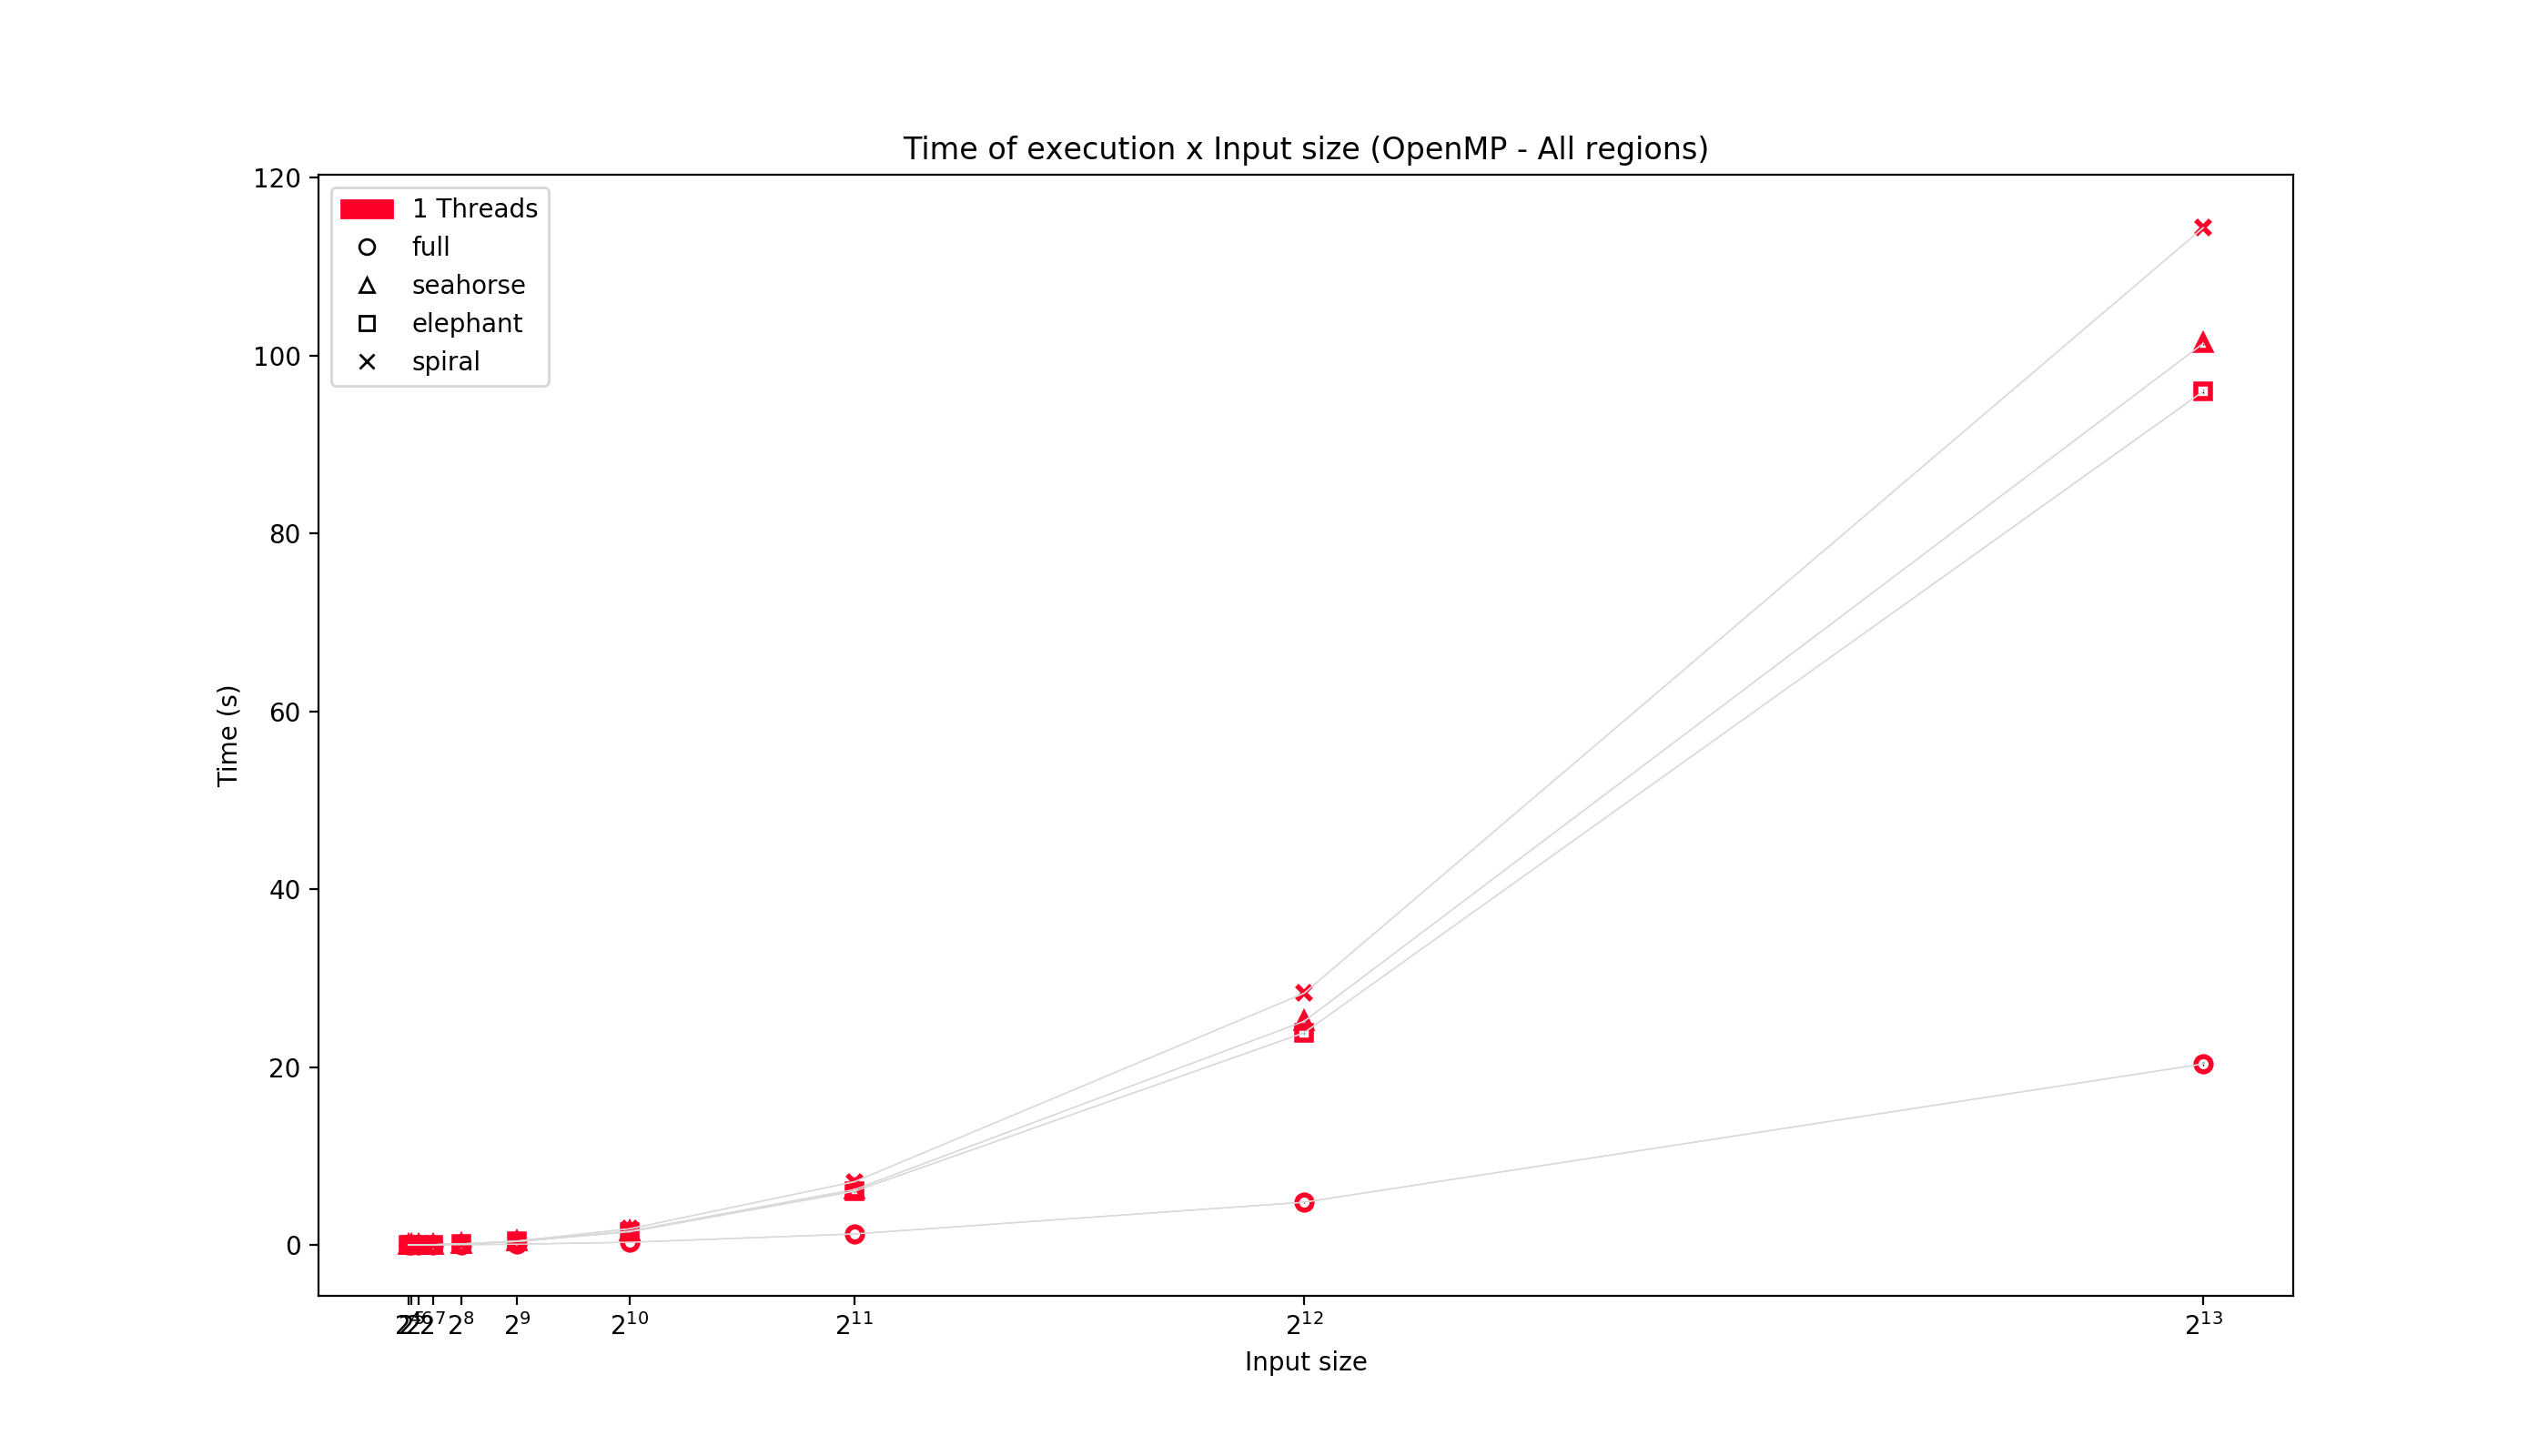 Time of execution x Input size (OpenMP - All regions)
120
100
80
60
40
20
0
Time (s)
1 Threads
full
seahorse
elephant
spiral
2⁷ 2⁸ 2⁹ 2¹⁰ 2¹¹ 2¹² 2¹³
Input size